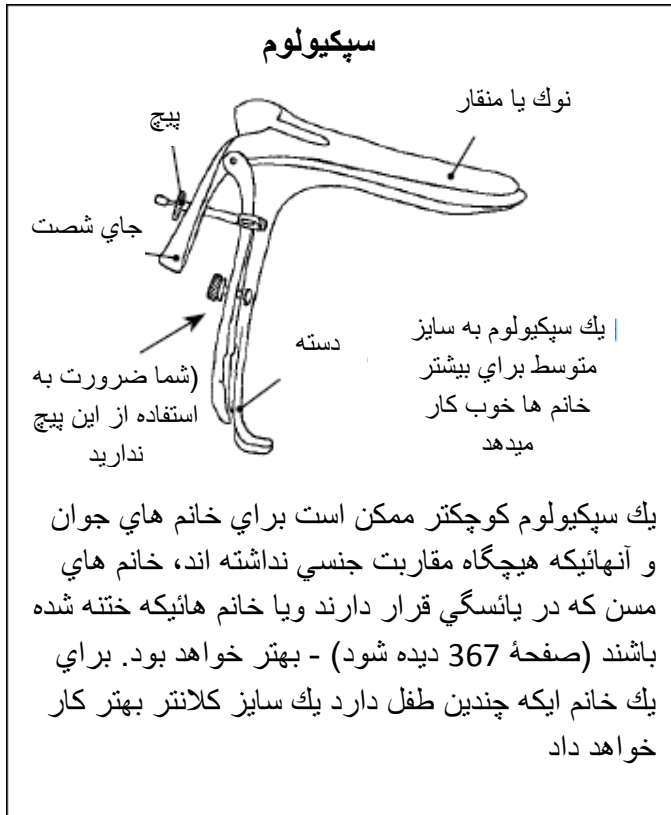 سپكيولوم
نوك يا منقار
پيچ
جاي شصت
دسته
(شما ضرورت به
استفاده از اين پيچ
نداريد
يك سپكيولوم به سايز
متوسط براي بيشتر
خانم ها خوب كار
ميدهد
يك سپكيولوم كوچكتر ممكن است براي خانم هاي جوان
و آنهائيكه هيچگاه مقاربت جنسي نداشته اند، خانم هاي
مسن كه در يائسگي قرار دارند ويا خانم هائيكه ختنه شده
باشند (صفحۀ 367 ديده شود) - بهتر خواهد بود. براي
يك خانم ايكه چندين طفل دارد يك سايز كلانتر بهتر كار
خواهد داد